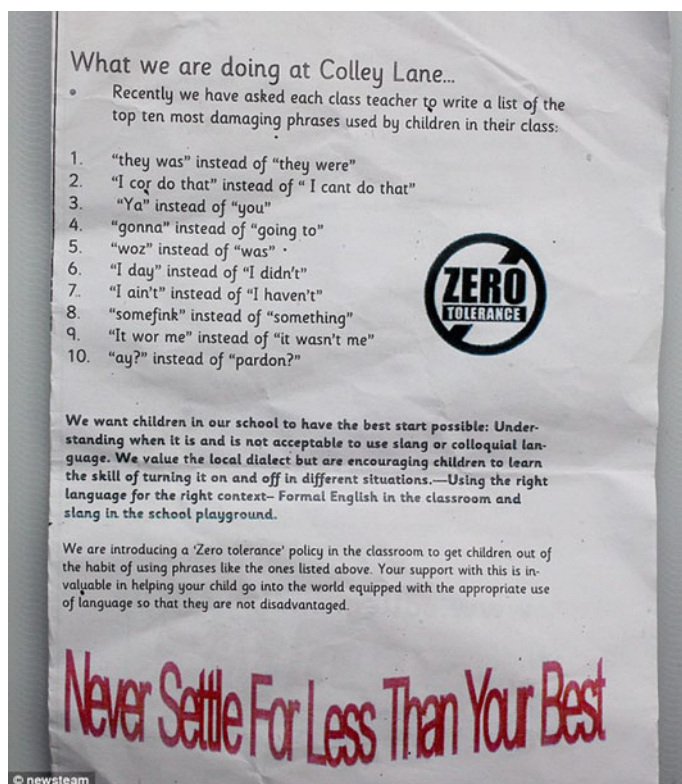 What we are doing at Colley Lane...
• Recently we have asked each class teacher to write a list of the
top ten most damaging phrases used by children in their class:
1. “they was” instead of “they were”
2. “I cor do that” instead of “ I cant do that”
3. “Ya” instead of “you”
4. “gonna” instead of “going to”
5. “woz” instead of “was”
6. “I day” instead of “I didn't”
7. “I ain't” instead of “I haven't”
8. “somefink” instead of “something”
9. “It wor me” instead of “it wasn't me”
10. “ay?” instead of “pardon?”
ZERO
TOLERANCE
We want children in our school to have the best start possible: Under-
standing when it is and is not acceptable to use slang or colloquial lan-
guage. We value the local dialect but are encouraging children to learn
the skill of turning it on and off in different situations.—Using the right
language for the right context– Formal English in the classroom and
slang in the school playground.
We are introducing a 'Zero tolerance' policy in the classroom to get children out of
the habit of using phrases like the ones listed above. Your support with this is in-
valuable in helping your child go into the world equipped with the appropriate use
of language so that they are not disadvantaged.
Never Settle For Less Than Your Best
© newsteam